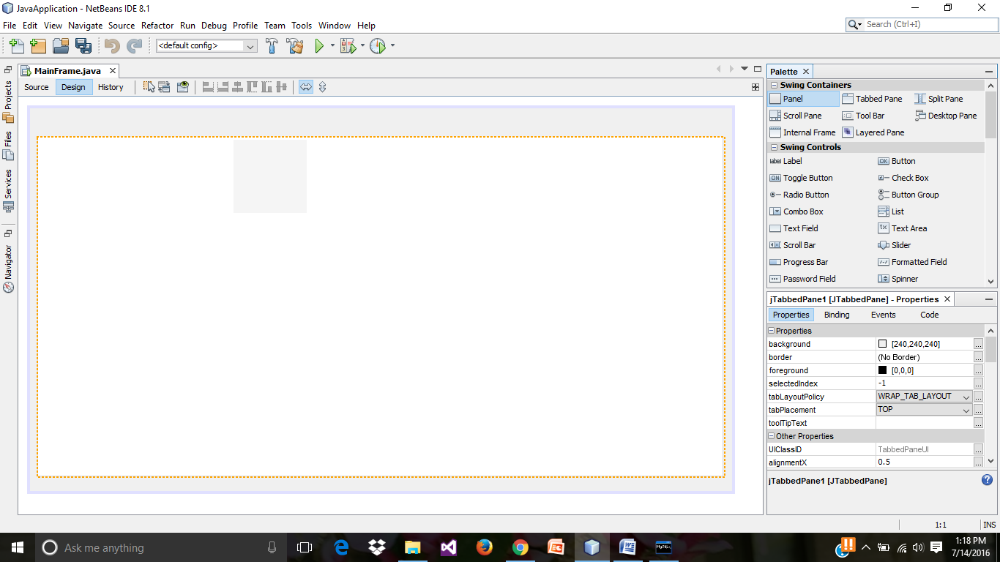 JavaApplication - NetBeans IDE 8.1
File Edit View Navigate Source Refactor Run Debug Profile Team Tools Window Help
Search (Ctrl+I)
<default config>
MainFrame.java
Source Design History
Projects
Files
Services
Navigator
Palette
Swing Containers
Panel Tabbed Pane Split Pane
Scroll Pane Tool Bar Desktop Pane
Internal Frame Layered Pane
Swing Controls
label Label OK Button
ON Toggle Button Check Box
Radio Button Button Group
Combo Box List
Text Field tx Text Area
Scroll Bar Slider
Progress Bar Formatted Field
Password Field Spinner
jTabbedPane1 [JTabbedPane] - Properties
Properties Binding Events Code
Properties
background [240,240,240] ...
border (No Border) ...
foreground [0,0,0] ...
selectedIndex -1 ...
tabLayoutPolicy WRAP_TAB_LAYOUT ...
tabPlacement TOP ...
toolTipText ...
Other Properties
UIClassID TabbedPaneUI ...
alignmentX 0.5 ...
jTabbedPane1 [JTabbedPane]
1:1 INS
Ask me anything
MySQL
1:18 PM
7/14/2016